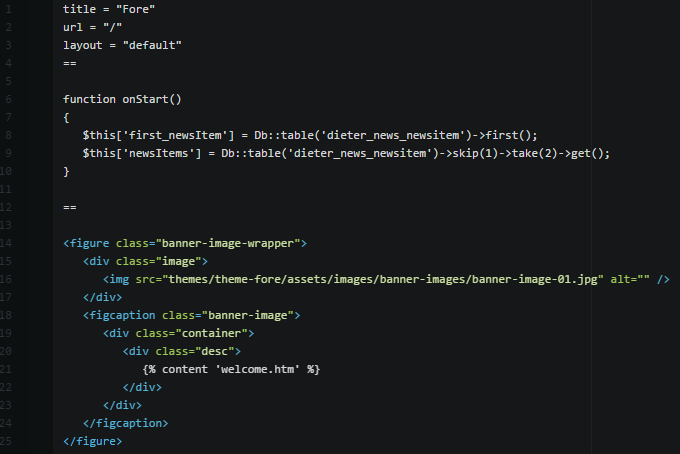 1 title = "Fore"
2 url = "/"
3 layout = "default"
4 ==
5
6 function onStart()
7 {
8 $this['first_newsItem'] = Db::table('dieter_news_newsitem')->first();
9 $this['newsItems'] = Db::table('dieter_news_newsitem')->skip(1)->take(2)->get();
10 }
11
12 ==
13
14 <figure class="banner-image-wrapper">
15 <div class="image">
16 <img src="themes/theme-fore/assets/images/banner-images/banner-image-01.jpg" alt="" />
17 </div>
18 <figcaption class="banner-image">
19 <div class="container">
20 <div class="desc">
21 {% content 'welcome.htm' %}
22 </div>
23 </div>
24 </figcaption>
25 </figure>